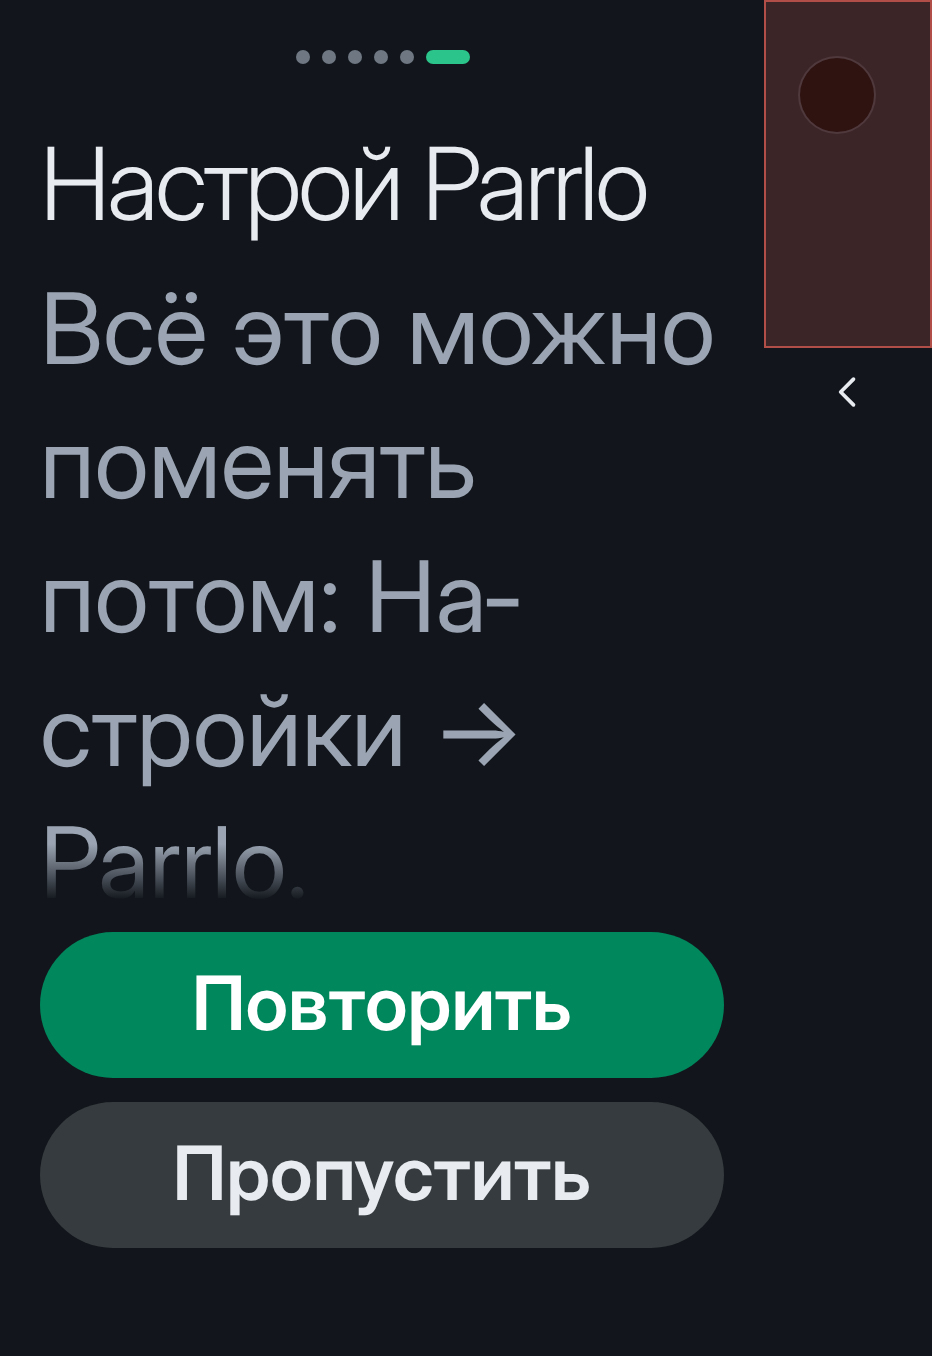 Настрой Parrlo
Всё это можно
поменять
потом: На-
стройки →
Parrlo.
Повторить
Пропустить